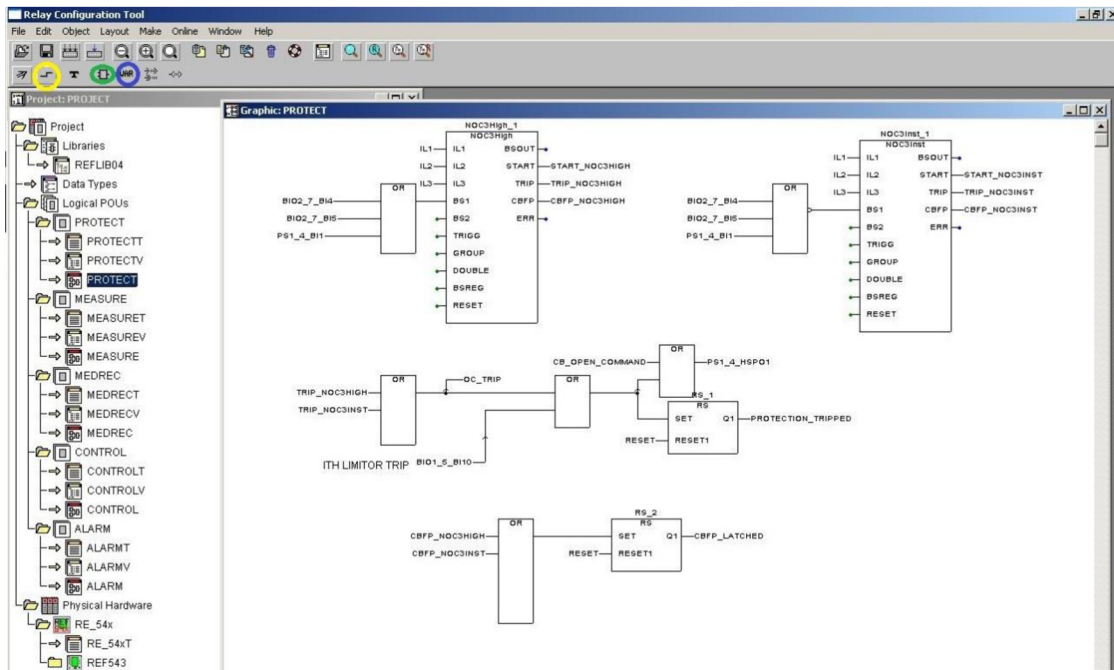 Relay Configuration Tool
File Edit Object Layout Make Online Window Help
VAR
Project: PROJECT
Project
Libraries
REFLIB04
Data Types
Logical POUs
PROTECT
PROTECTT
PROTECTV
PROTECT
MEASURE
MEASURET
MEASUREV
MEASURE
MEDREC
MEDRECT
MEDRECV
MEDREC
CONTROL
CONTROLT
CONTROLV
CONTROL
ALARM
ALARMT
ALARMV
ALARM
Physical Hardware
RE_54x
RE_54xT
REF543
Graphic: PROTECT
NOC3High_1
NOC3High
IL1 IL1 BSOUT
IL2 IL2 START START_NOC3HIGH
IL3 IL3 TRIP TRIP_NOC3HIGH
OR
BIO2_7_BI4 BS1 CBFP CBFP_NOC3HIGH
BIO2_7_BI5 BS2 ERR
PS1_4_BI1 TRIGG
GROUP
DOUBLE
BSREG
RESET
NOC3Inst_1
NOC3Inst
IL1 IL1 BSOUT
IL2 IL2 START START_NOC3INST
IL3 IL3 TRIP TRIP_NOC3INST
OR
BIO2_7_BI4 BS1 CBFP CBFP_NOC3INST
BIO2_7_BI5 BS2 ERR
PS1_4_BI1 TRIGG
GROUP
DOUBLE
BSREG
RESET
OR
CB_OPEN_COMMAND PS1_4_HSPO1
OR OC_TRIP OR
TRIP_NOC3HIGH
RS_1
RS
TRIP_NOC3INST
SET Q1 PROTECTION_TRIPPED
RESET RESET1
ITH LIMITOR TRIP BIO1_5_BI10
RS_2
OR RS
CBFP_NOC3HIGH SET Q1 CBFP_LATCHED
CBFP_NOC3INST RESET RESET1